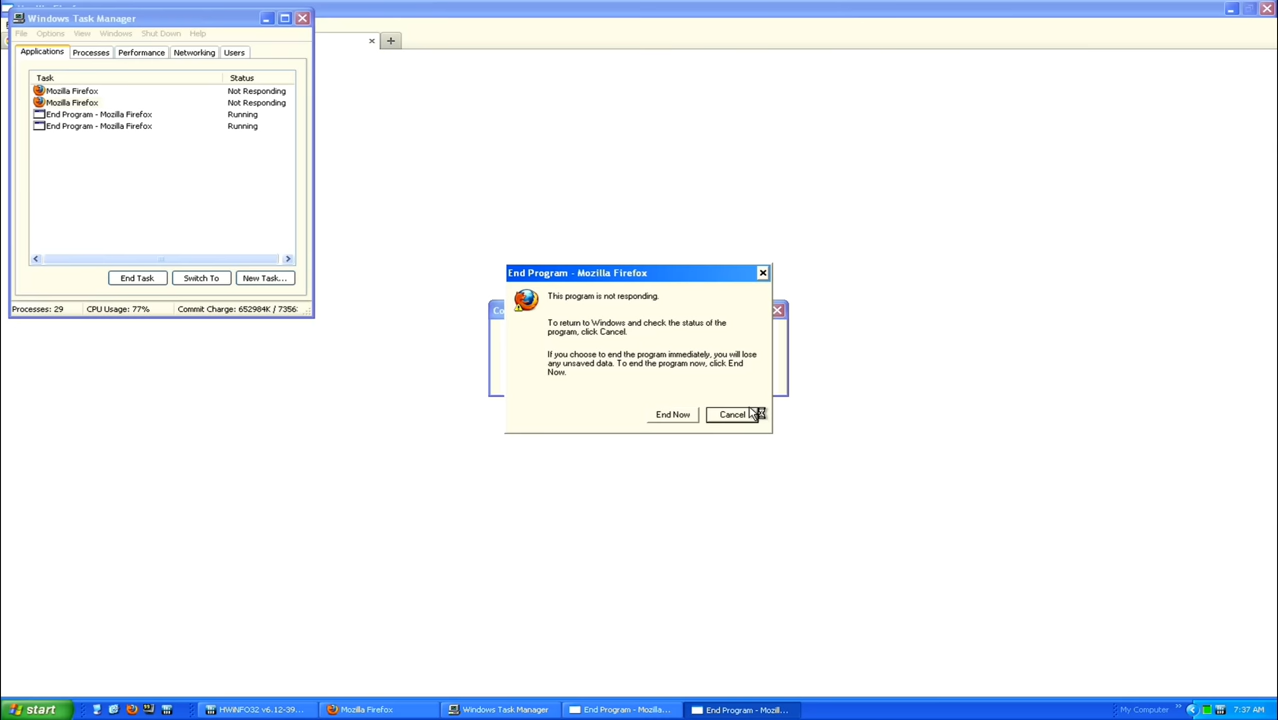 Windows Task Manager
File Options View Windows Shut Down Help
Applications Processes Performance Networking Users
Task Status
Mozilla Firefox Not Responding
Mozilla Firefox Not Responding
End Program - Mozilla Firefox Running
End Program - Mozilla Firefox Running
End Task Switch To New Task...
Processes: 29 CPU Usage: 77% Commit Charge: 652984K / 7356
End Program - Mozilla Firefox
This program is not responding.
To return to Windows and check the status of the
program, click Cancel.
If you choose to end the program immediately, you will lose
any unsaved data. To end the program now, click End
Now.
End Now Cancel
start HWiNFO32 v6.12-39... Mozilla Firefox Windows Task Manager End Program - Mozilla... End Program - Mozill... My Computer 7:37 AM